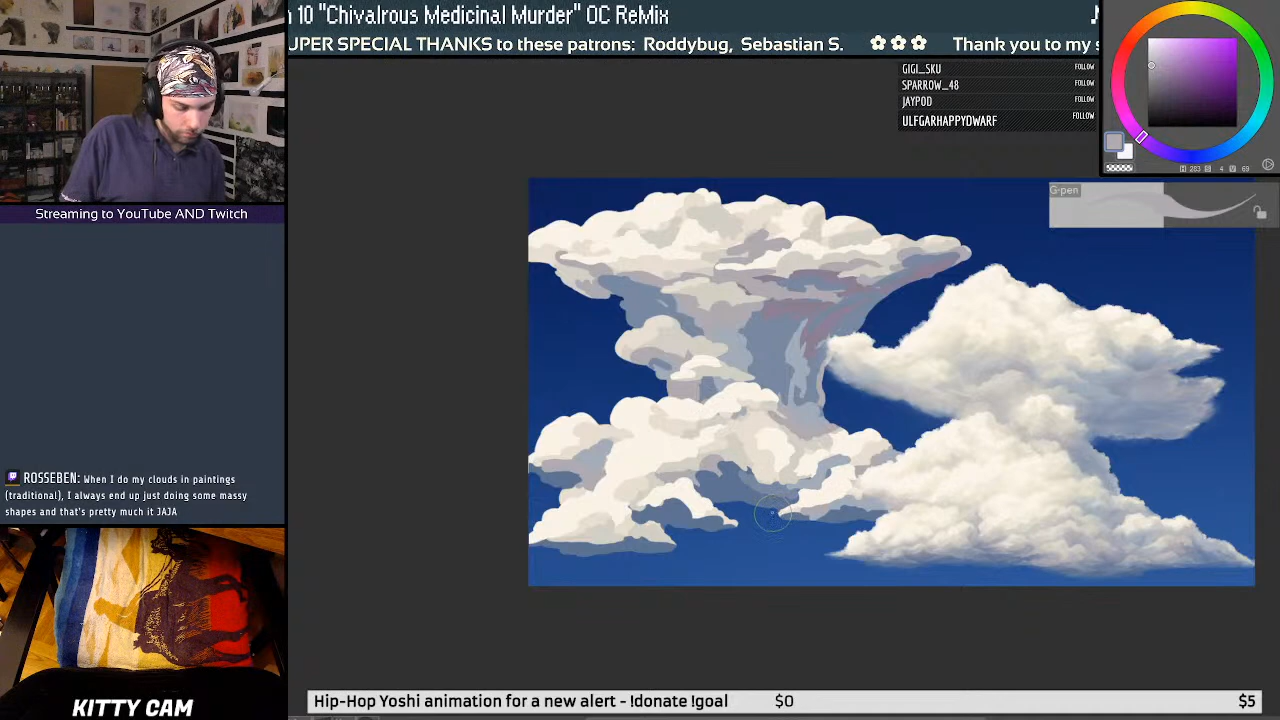 10 "Chivalrous Medicinal Murder" OC ReMix
UPER SPECIAL THANKS to these patrons: Roddybug, Sebastian S. ✿ ✿ ✿ Thank you to my s
GIGI_SKU FOLLOW
SPARROW_48 FOLLOW
JAYPOD FOLLOW
ULFGARHAPPYDWARF FOLLOW
G-pen
Streaming to YouTube AND Twitch
ROSSEBEN: When I do my clouds in paintings
(traditional), I always end up just doing some massy
shapes and that's pretty much it JAJA
KITTY CAM
Hip-Hop Yoshi animation for a new alert - !donate !goal $0 $5